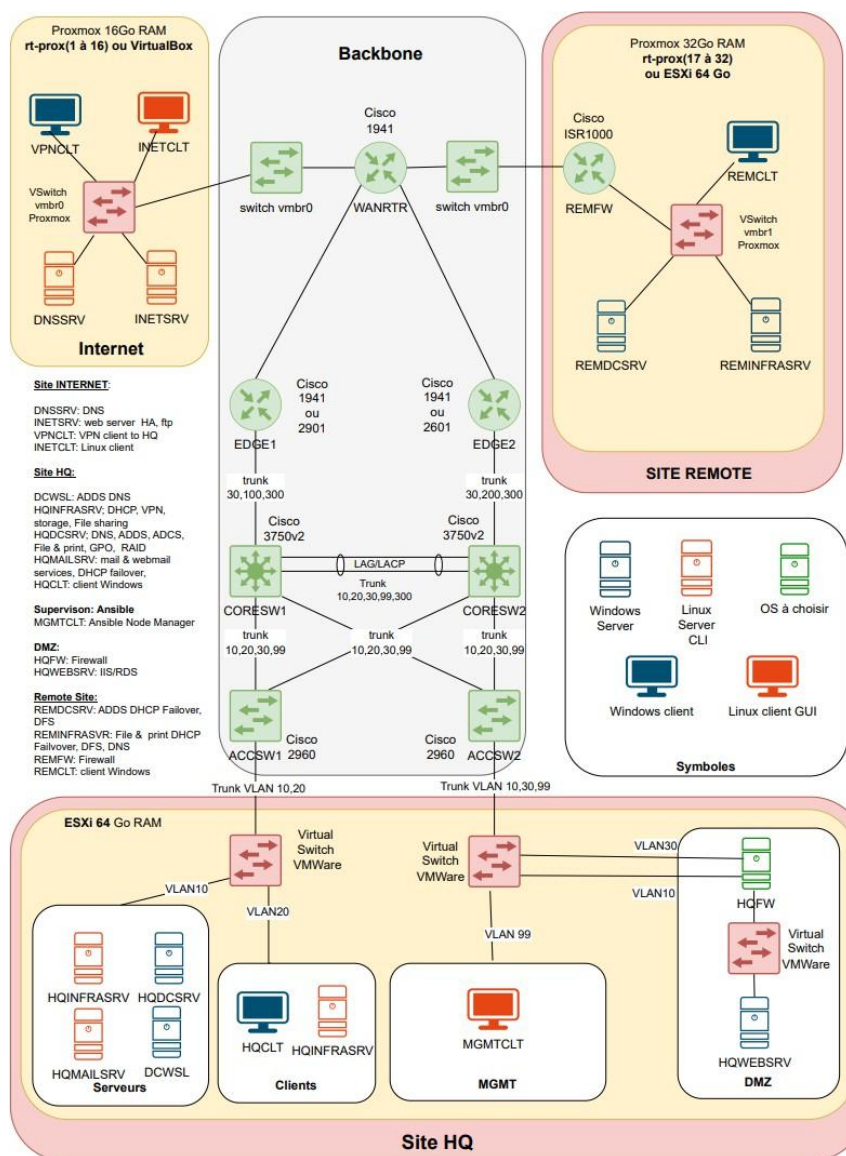 Proxmox 16Go RAM
rt-prox(1 à 16) ou VirtualBox
VPNCLT
INETCLT
VSwitch
vmbr0
Proxmox
DNSSRV
INETSRV
Internet
Backbone
Cisco
1941
switch vmbr0
WANRTR
switch vmbr0
Cisco
1941
ou
2901
EDGE1
Cisco
1941
ou
2601
EDGE2
trunk
30,100,300
trunk
30,200,300
Cisco
3750v2
Cisco
3750v2
LAG/LACP
Trunk
10,20,30,99,300
CORESW1
CORESW2
trunk
10,20,30,99
trunk
10,20,30,99
trunk
10,20,30,99
ACCSW1
Cisco
2960
ACCSW2
Cisco
2960
Proxmox 32Go RAM
rt-prox(17 à 32)
ou ESXi 64 Go
Cisco
ISR1000
REMFW
REMCLT
VSwitch
vmbr1
Proxmox
REMDCSRV
REMINFRASRV
SITE REMOTE
Site INTERNET:
DNSSRV: DNS
INETSRV: web server HA, ftp
VPNCLT: VPN client to HQ
INETCLT: Linux client
Site HQ:
DCWSL: ADDS DNS
HQINFRASRV; DHCP, VPN,
storage, File sharing
HQDCSRV; DNS, ADDS, ADCS,
File & print, GPO, RAID
HQMAILSRV: mail & webmail
services, DHCP failover,
HQCLT: client Windows
Supervison: Ansible
MGMTCLT: Ansible Node Manager
DMZ:
HQFW: Firewall
HQWEBSRV: IIS/RDS
Remote Site:
REMDCSRV: ADDS DHCP Failover,
DFS
REMINFRASVR: File & print DHCP
Failvover, DFS, DNS
REMFW: Firewall
REMCLT: client Windows
Windows
Server
Linux
Server
CLI
OS à choisir
Windows client
Linux client GUI
Symboles
Trunk VLAN 10,20
Trunk VLAN 10,30,99
ESXi 64 Go RAM
Virtual
Switch
VMWare
Virtual
Switch
VMWare
VLAN10
VLAN20
VLAN 99
VLAN30
VLAN10
HQFW
Virtual
Switch
VMWare
HQWEBSRV
DMZ
HQINFRASRV
HQDCSRV
HQMAILSRV
DCWSL
Serveurs
HQCLT
HQINFRASRV
Clients
MGMTCLT
MGMT
Site HQ